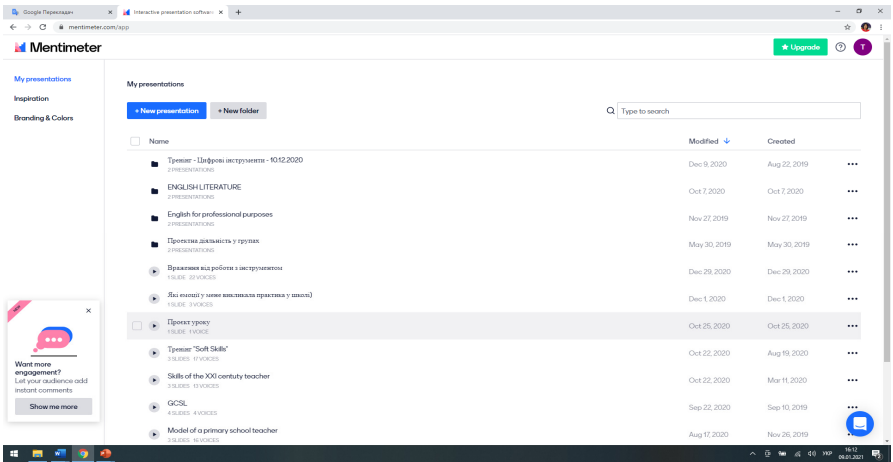 Google Перекладач
Interactive presentation software
mentimeter.com/app
Mentimeter
Upgrade
?
T
My presentations
Inspiration
Branding & Colors
My presentations
+ New presentation
+ New folder
Type to search
Name
Modified
Created
Тренінг - Цифрові інструменти - 10.12.2020
2 PRESENTATIONS
Dec 9, 2020
Aug 22, 2019
ENGLISH LITERATURE
2 PRESENTATIONS
Oct 7, 2020
Oct 7, 2020
English for professional purposes
2 PRESENTATIONS
Nov 27, 2019
Nov 27, 2019
Проектна діяльність у групах
2 PRESENTATIONS
May 30, 2019
May 30, 2019
Враження від роботи з інструментом
1 SLIDE 22 VOICES
Dec 29, 2020
Dec 29, 2020
Які емоції у мене викликала практика у школі)
1 SLIDE 3 VOICES
Dec 1, 2020
Dec 1, 2020
Проєкт уроку
1 SLIDE 1 VOICE
Oct 25, 2020
Oct 25, 2020
Тренінг "Soft Skills"
3 SLIDES 17 VOICES
Oct 22, 2020
Aug 19, 2020
Skills of the XXI centuty teacher
3 SLIDES 13 VOICES
Oct 22, 2020
Mar 11, 2020
GCSL
4 SLIDES 4 VOICES
Sep 22, 2020
Sep 10, 2019
Model of a primary school teacher
3 SLIDES 16 VOICES
Aug 17, 2020
Nov 26, 2019
NEW
Want more
engagement?
Let your audience add
instant comments
Show me more
УКР
16:12
09.01.2021